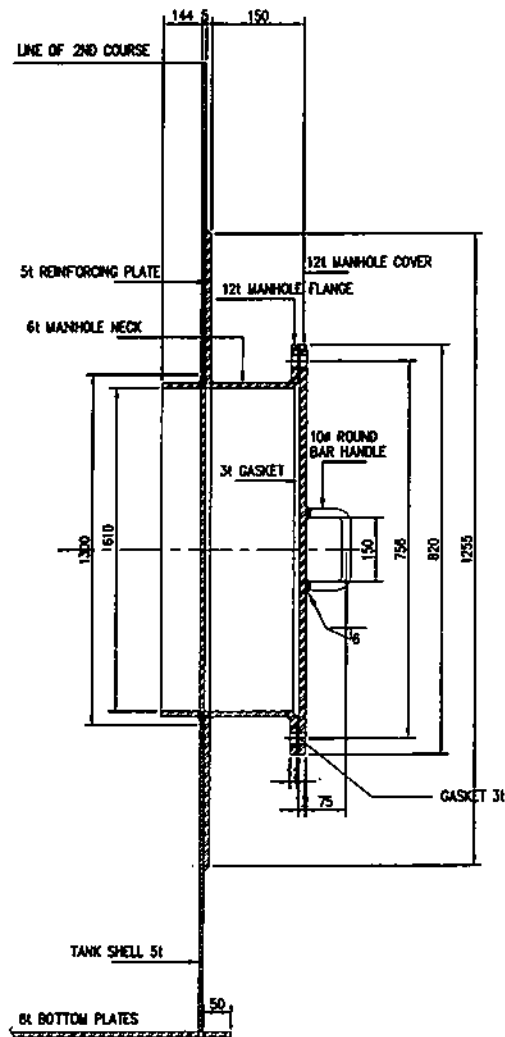 144 5 150
LINE OF 2ND COURSE
5t REINFORCING PLATE
12t MANHOLE COVER
12t MANHOLE FLANGE
6t MANHOLE NECK
10ø ROUND
BAR HANDLE
3t GASKET
1300
610
150
756
820
1255
6
75
GASKET 3t
TANK SHELL 5t
50
6t BOTTOM PLATES